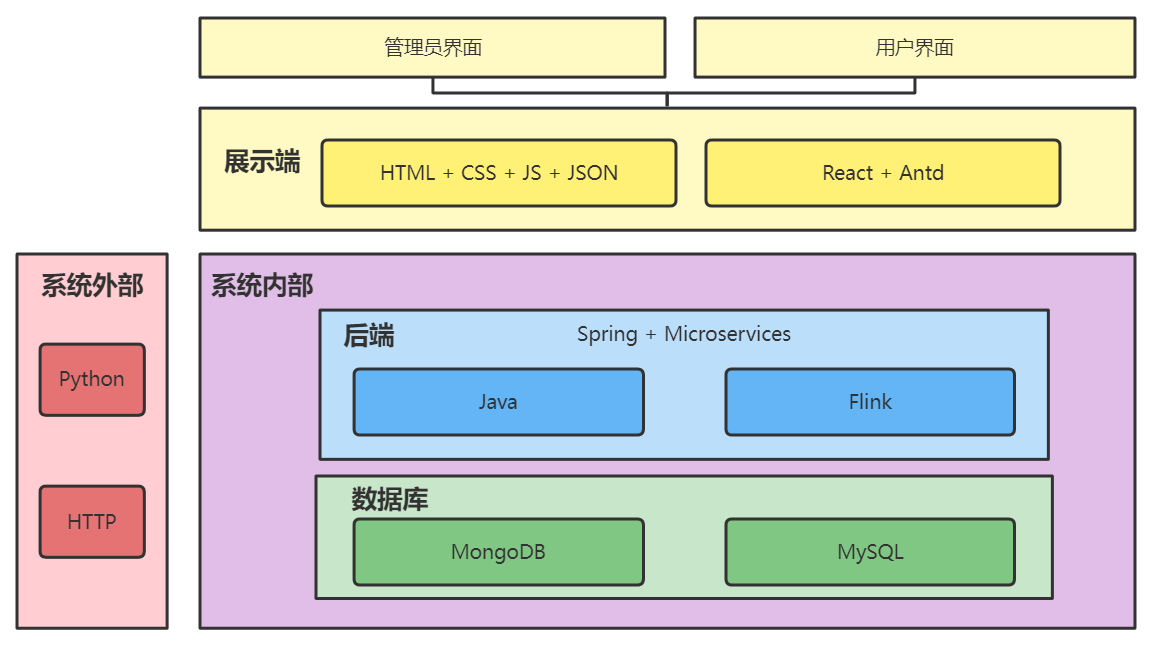 管理员界面
用户界面
展示端
HTML + CSS + JS + JSON
React + Antd
系统外部
Python
HTTP
系统内部
后端
Spring + Microservices
Java
Flink
数据库
MongoDB
MySQL